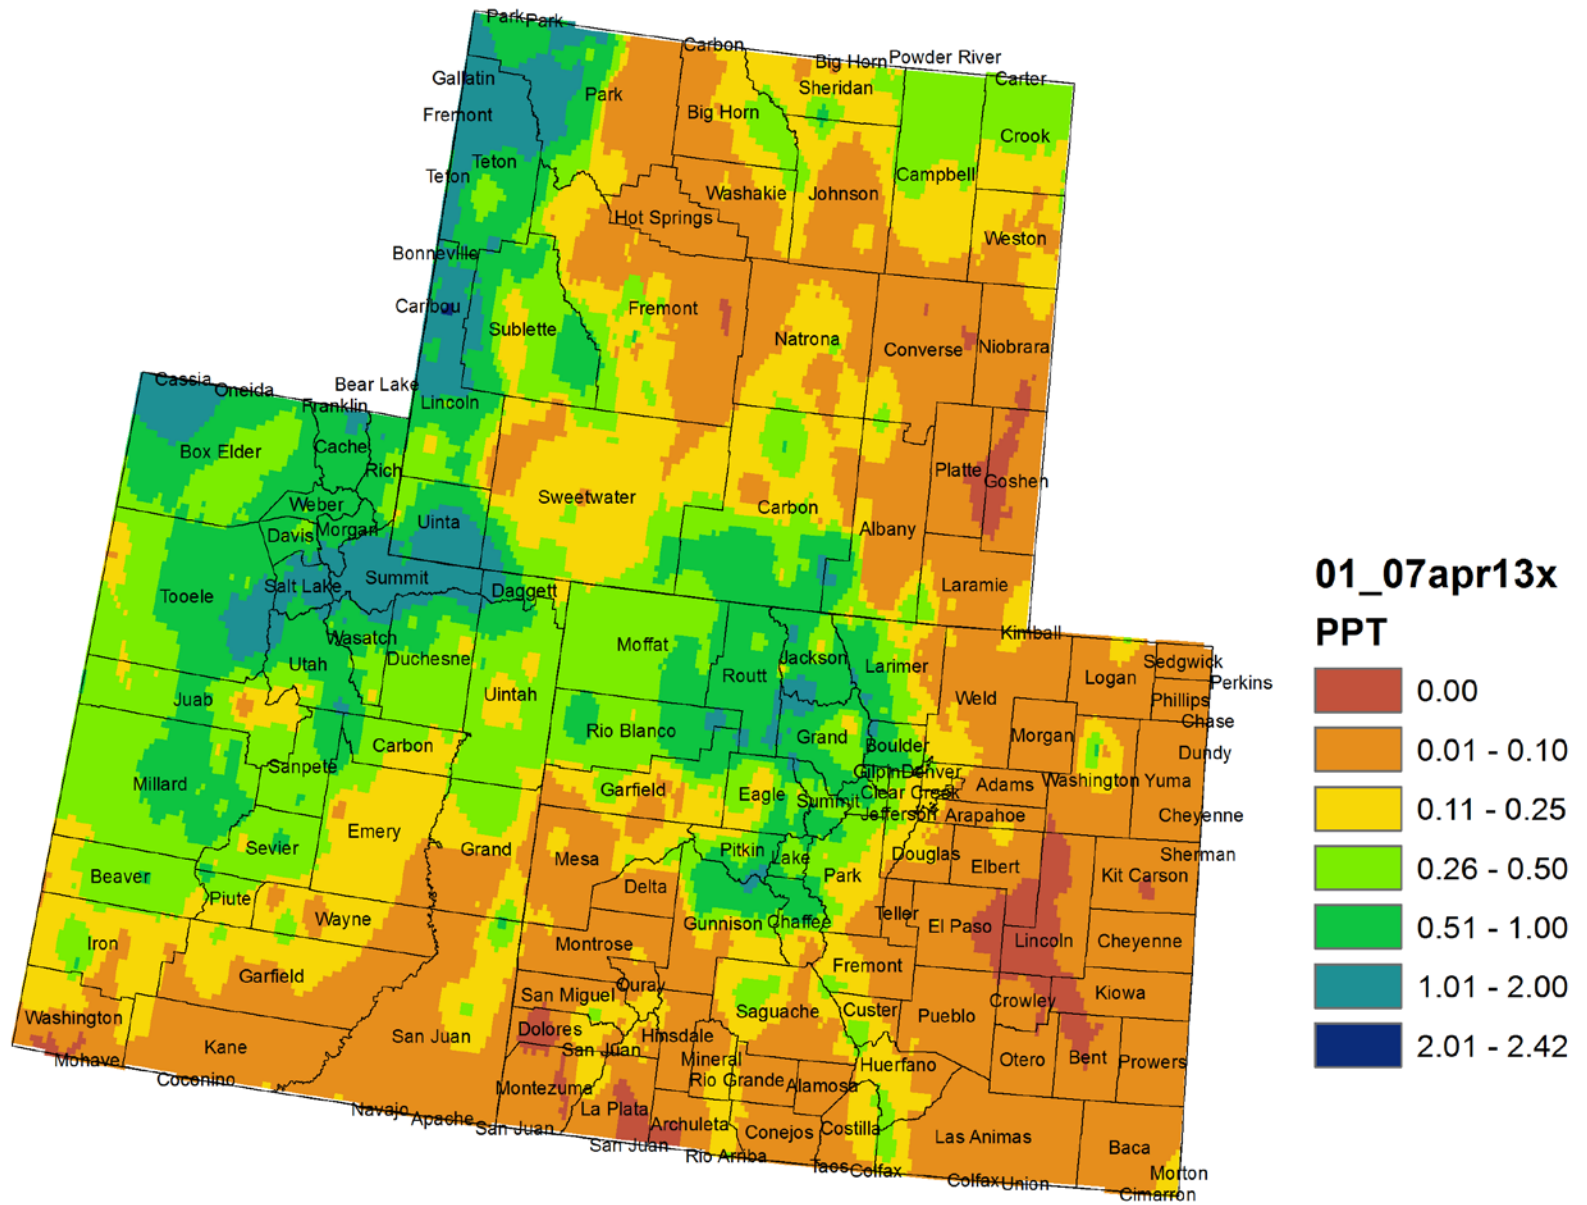 Park Park
Carbon
Big Horn Powder River
Carter
Gallatin
Park
Sheridan
Fremont
Big Horn
Crook
Teton
Teton
Campbell
Washakie Johnson
Hot Springs
Weston
Bonneville
Caribou
Fremont
Sublette
Natrona
Converse Niobrara
Cassia
Oneida
Bear Lake
Franklin
Lincoln
Box Elder
Cache
Rich
Platte
Goshen
Sweetwater
Carbon
Weber
Davis Morgan
Uinta
Albany
Salt Lake
Summit
Tooele
Daggett
Laramie
Kimball
Wasatch
Utah
Duchesne
Moffat
Routt
Jackson
Larimer
Logan
Sedgwick
Perkins
Phillips
Chase
Juab
Uintah
Weld
Rio Blanco
Grand
Boulder
Morgan
Dundy
Carbon
Sanpete
Gilpin Denver
Millard
Garfield
Eagle
Summit
Clear Creek
Adams
Washington Yuma
Jefferson Arapahoe
Cheyenne
Emery
Sevier
Grand
Mesa
Pitkin
Lake
Douglas
Elbert
Sherman
Kit Carson
Beaver
Piute
Delta
Park
Wayne
Gunnison Chaffee
Teller
El Paso
Iron
Montrose
Lincoln
Cheyenne
Garfield
Fremont
San Miguel
Ouray
Saguache
Custer
Crowley
Kiowa
Washington
Dolores
Pueblo
Kane
San Juan
San Juan
Hinsdale
Mineral
Huerfano
Otero
Bent Prowers
Mohave
Coconino
Montezuma
Rio Grande Alamosa
Navajo
Apache
San Juan
La Plata
Archuleta
Conejos
Costilla
Las Animas
Baca
San Juan
Rio Arriba
Taos Colfax
Colfax Union
Morton
Cimarron
01_07apr13x
PPT
0.00
0.01 - 0.10
0.11 - 0.25
0.26 - 0.50
0.51 - 1.00
1.01 - 2.00
2.01 - 2.42